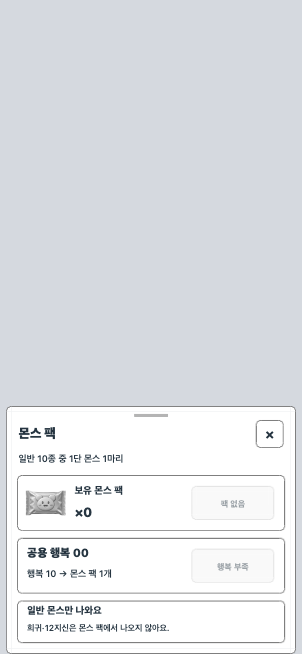 몬스 팩
×
일반 10종 중 1단 몬스 1마리
보유 몬스 팩
×0
백 없음
공용 행복 00
행복 10 → 몬스 팩 1개
행복 부족
일반 몬스만 나와요
희귀·12지신은 몬스 팩에서 나오지 않아요.